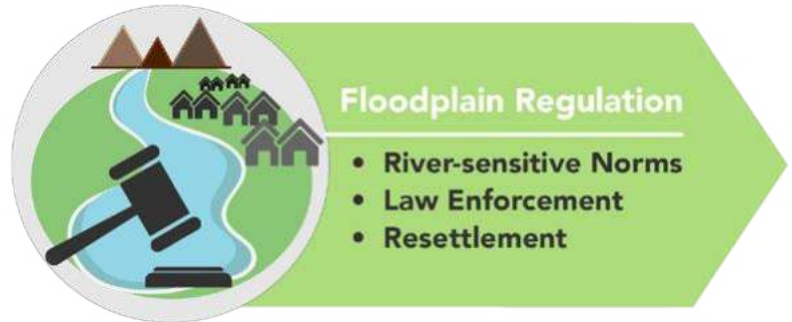 Floodplain Regulation
• River-sensitive Norms
• Law Enforcement
• Resettlement